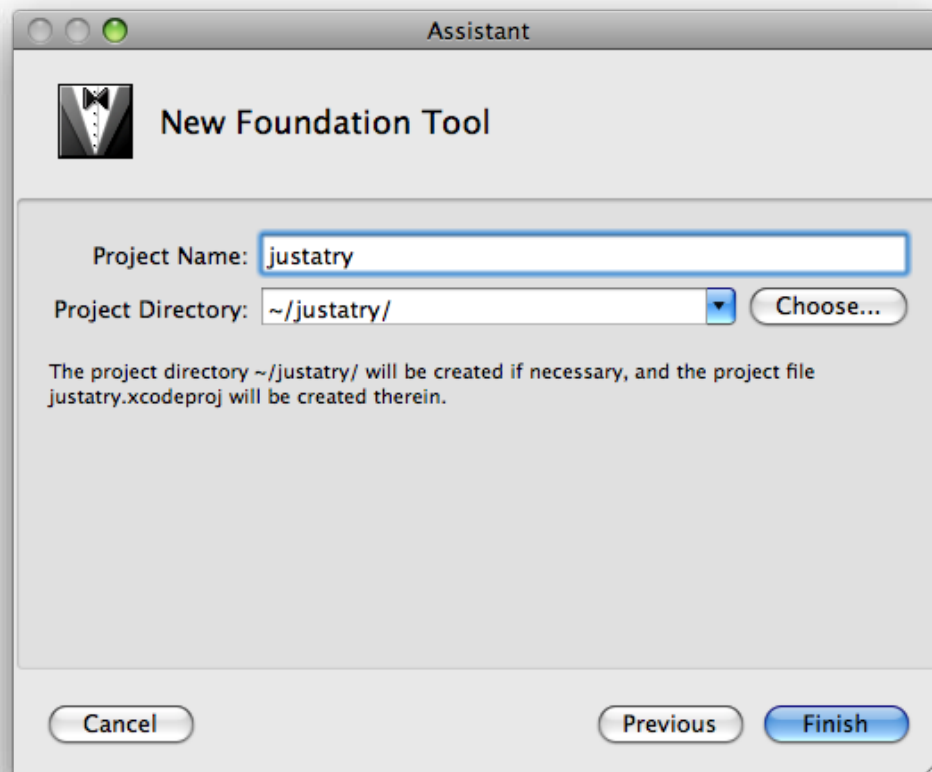 Assistant
New Foundation Tool
Project Name: justatry
Project Directory: ~/justatry/ Choose...
The project directory ~/justatry/ will be created if necessary, and the project file
justatry.xcodeproj will be created therein.
Cancel Previous Finish